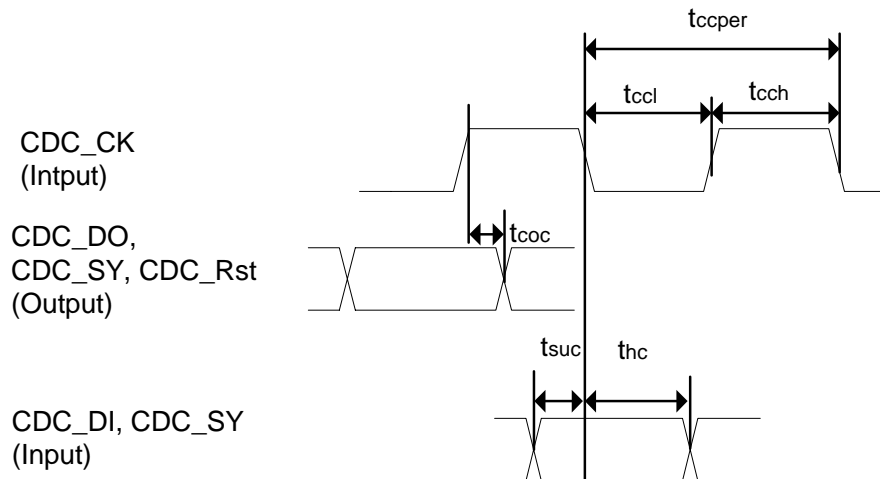 tccper
tccl
tcch
CDC_CK
(Intput)
CDC_DO,
CDC_SY, CDC_Rst
(Output)
tcoc
tsuc
thc
CDC_DI, CDC_SY
(Input)